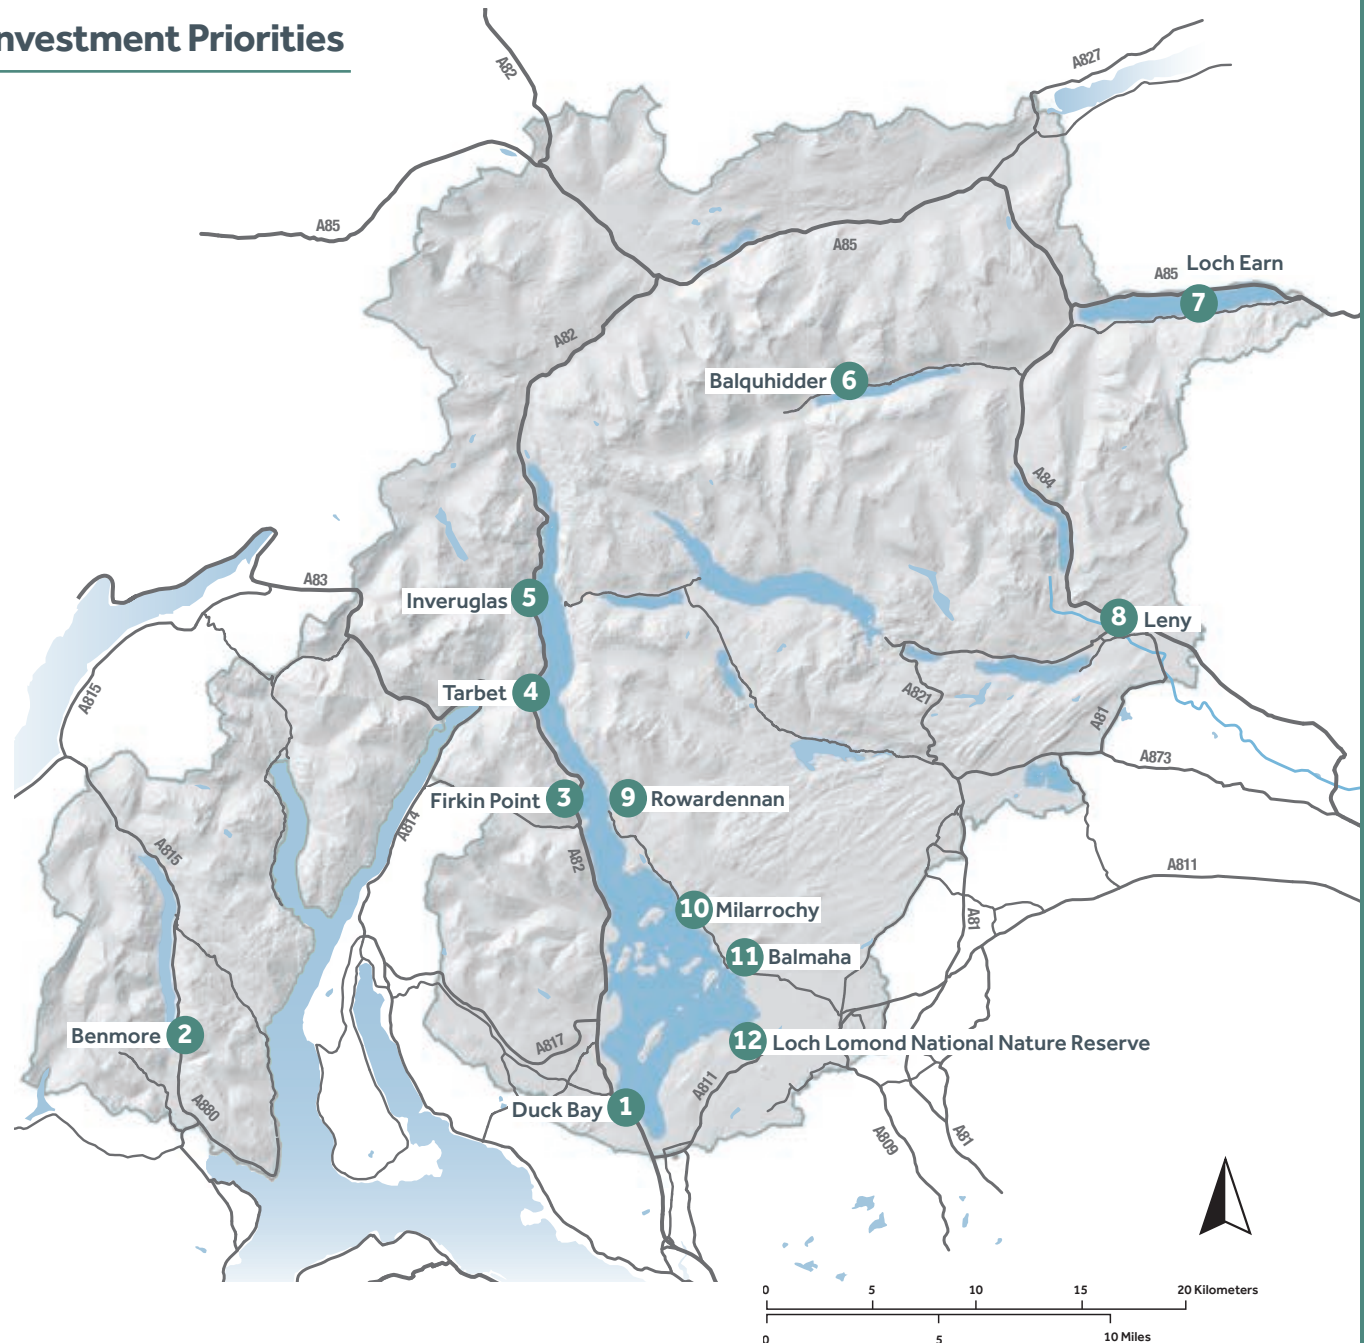 nvestment Priorities
A82
A827
A85
A85
Loch Earn
A85
7
A82
Balquhidder 6
A84
A83
Inveruglas 5
8 Leny
Tarbet 4
A815
A821
A81
A873
Firkin Point 3
9 Rowardennan
A814
A82
A815
A811
10 Milarrochy
A81
11 Balmaha
Benmore 2
A817
12 Loch Lomond National Nature Reserve
A811
A880
Duck Bay 1
A809
A81
0 5 10 15 20 Kilometers
0 5 10 Miles